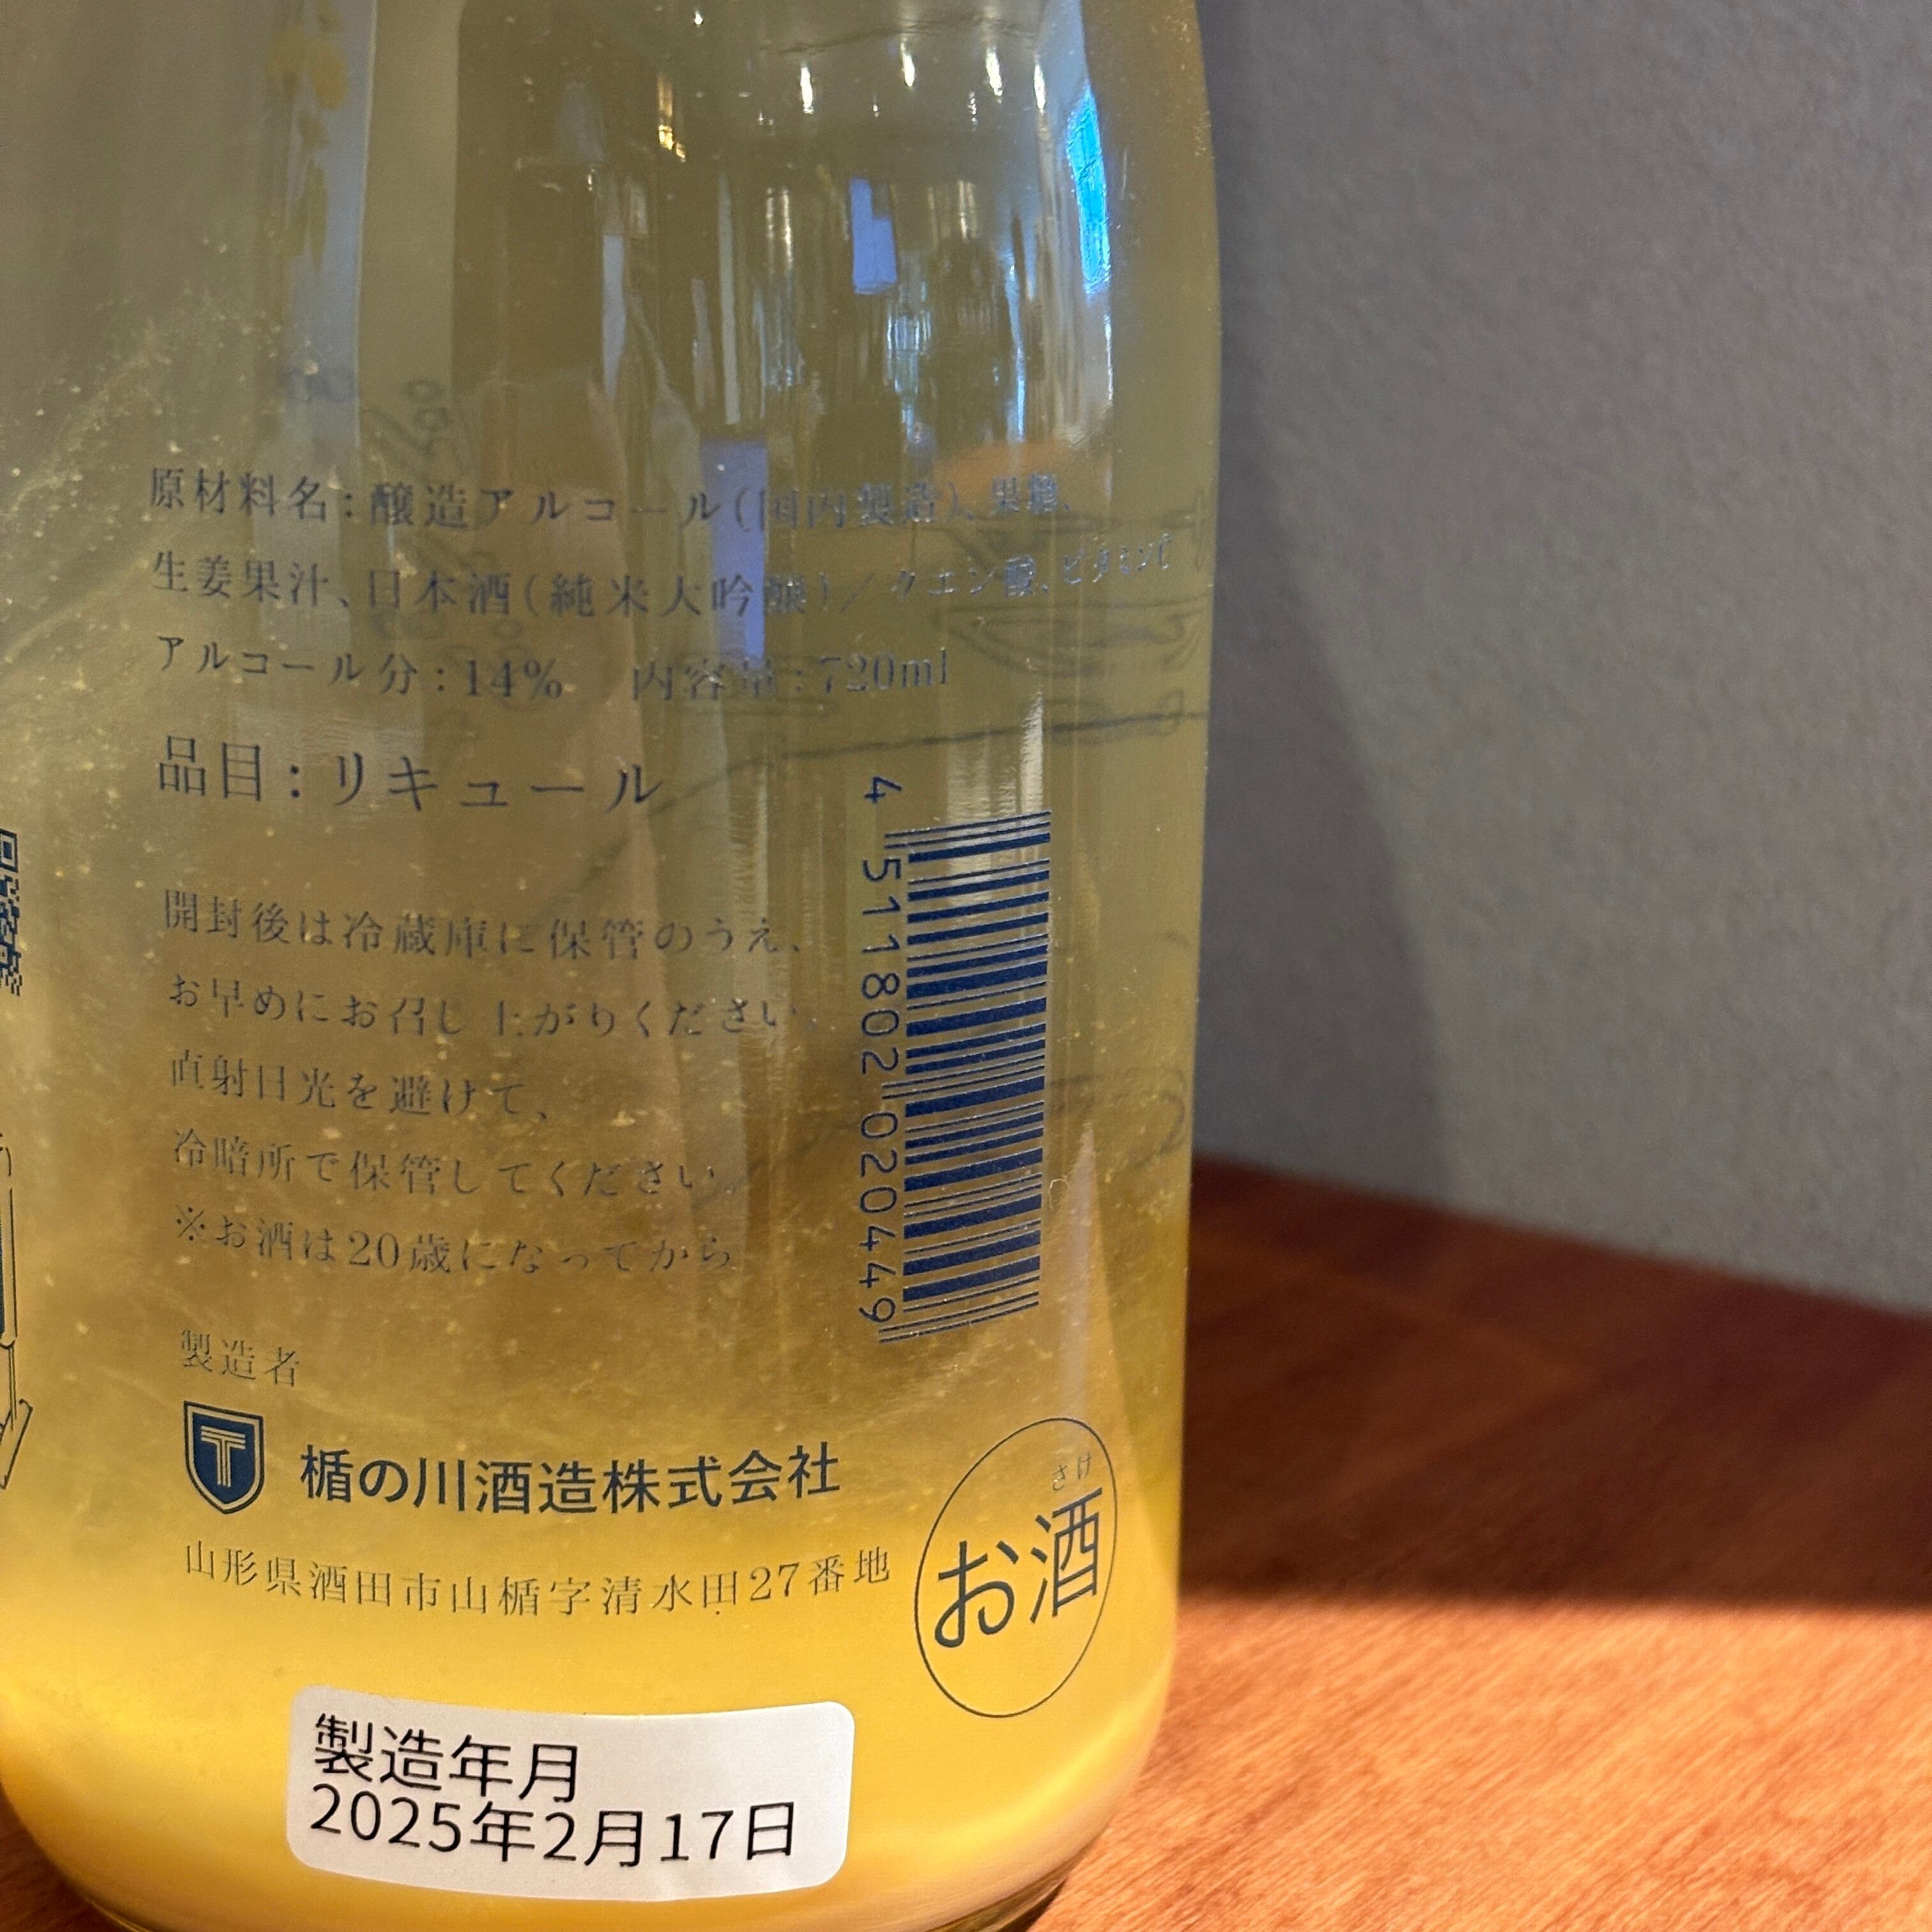 原材料名：醸造アルコール（国内製造）、果糖、
生姜果汁、日本酒（純米大吟醸）／クエン酸、ビタミンC
アルコール分：14%　内容量：720ml
品目：リキュール
開封後は冷蔵庫に保管のうえ、
お早めにお召し上がりください。
直射日光を避けて、
冷暗所で保管してください。
※お酒は20歳になってから
4 511802 020449
製造者
T
楯の川酒造株式会社
山形県酒田市山楯字清水田27番地
さけ
お酒
製造年月
2025年2月17日